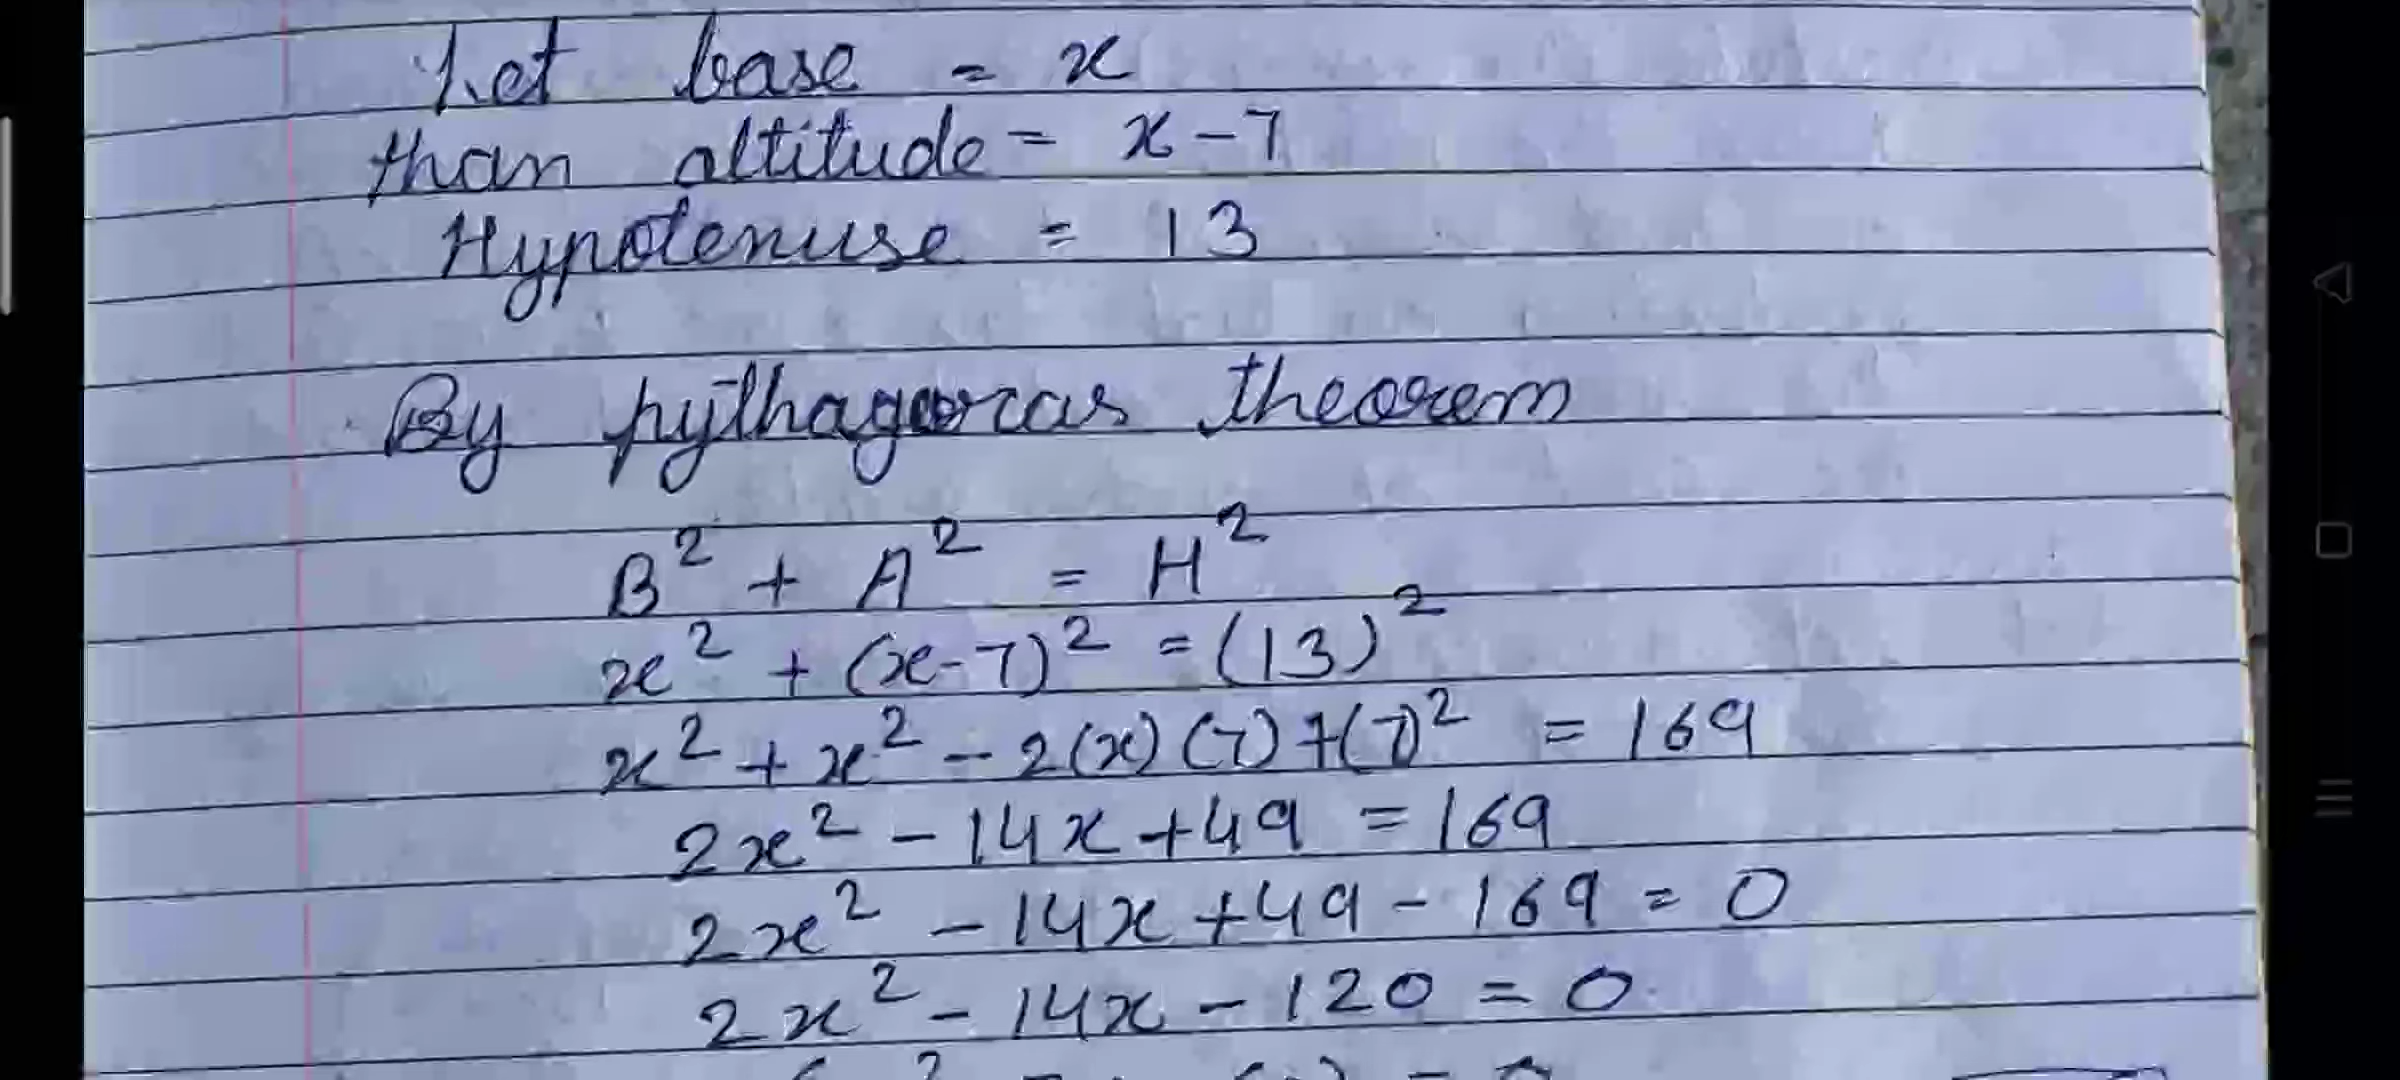 Let base = x
than altitude = x - 7
Hypotenuse = 13
By pythagoras theorem
B² + A² = H²
x² + (x-7)² = (13)²
x² + x² - 2(x)(7) + (7)² = 169
2x² - 14x + 49 = 169
2x² - 14x + 49 - 169 = 0
2x² - 14x - 120 = 0